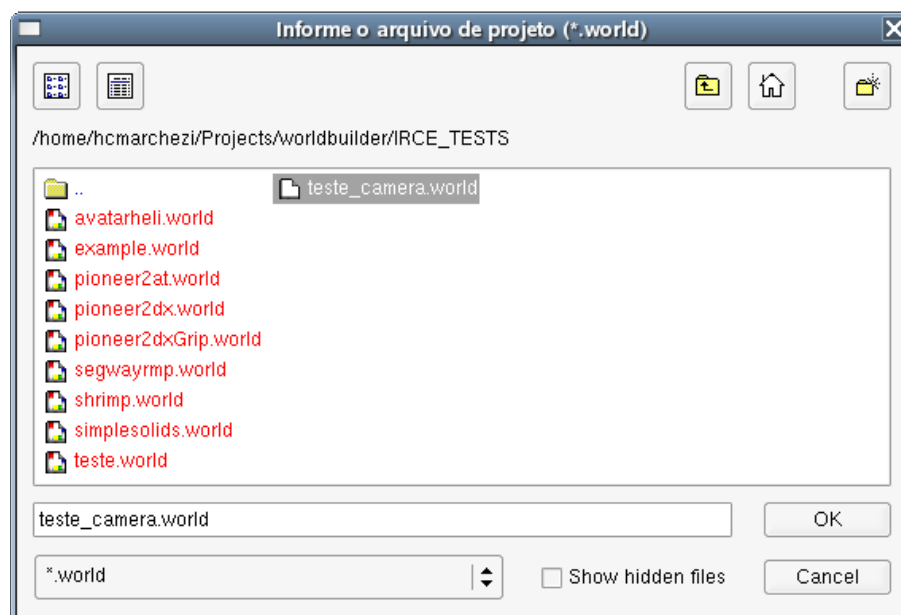 Informe o arquivo de projeto (*.world)
/home/hcmarchezi/Projects/worldbuilder/IRCE_TESTS
..
avatarheli.world
example.world
pioneer2at.world
pioneer2dx.world
pioneer2dxGrip.world
segwayrmp.world
shrimp.world
simplesolids.world
teste.world
teste_camera.world
teste_camera.world
OK
*.world
Show hidden files
Cancel